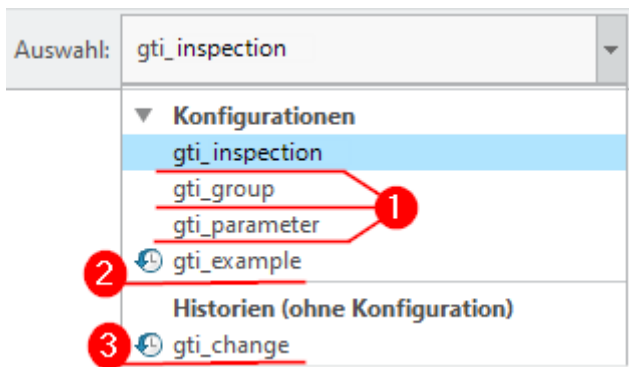 Auswahl: gti_inspection
Konfigurationen
gti_inspection
gti_group
1
gti_parameter
2 gti_example
Historien (ohne Konfiguration)
3 gti_change